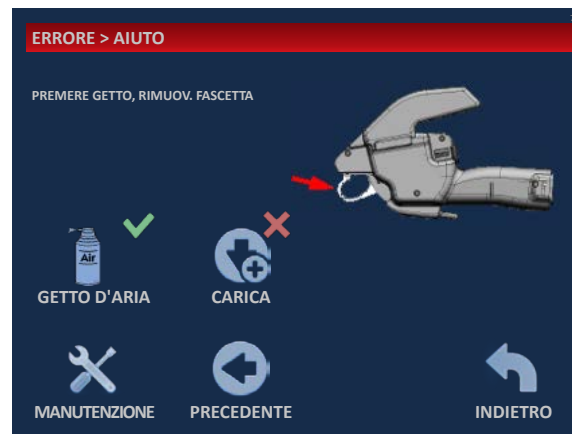 ERRORE > AIUTO
PREMERE GETTO, RIMUOV. FASCETTA
Air
GETTO D'ARIA
CARICA
MANUTENZIONE
PRECEDENTE
INDIETRO